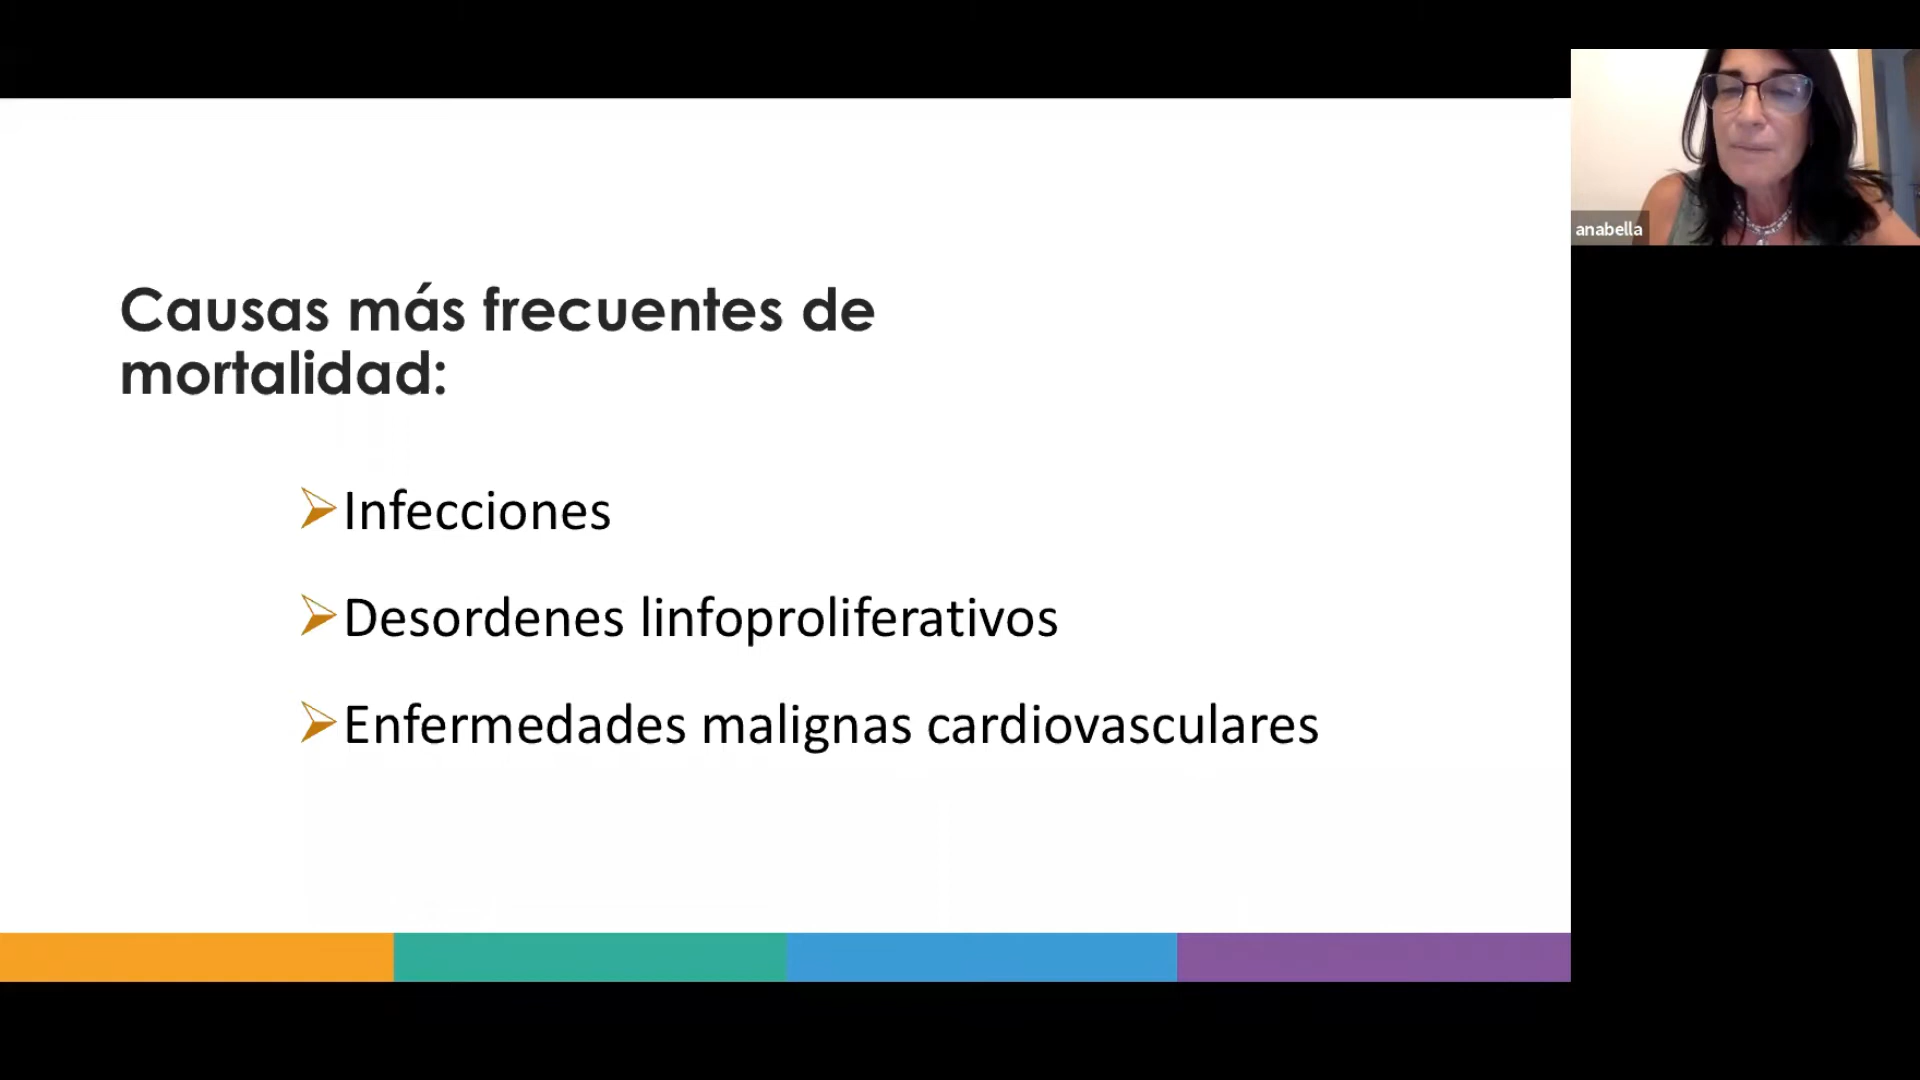 Causas más frecuentes de
mortalidad:
Infecciones
Desordenes linfoproliferativos
Enfermedades malignas cardiovasculares
anabella